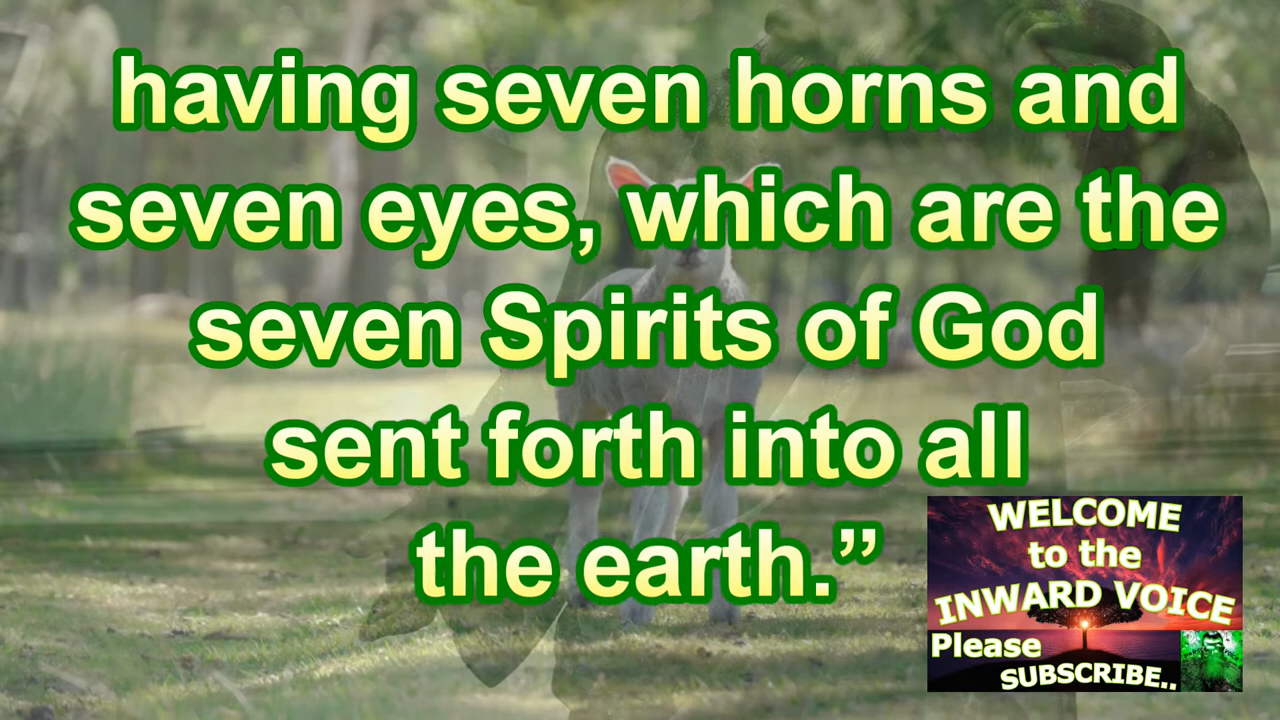 having seven horns and
seven eyes, which are the
seven Spirits of God
sent forth into all
the earth.”
WELCOME
to the
INWARD VOICE
Please
SUBSCRIBE..